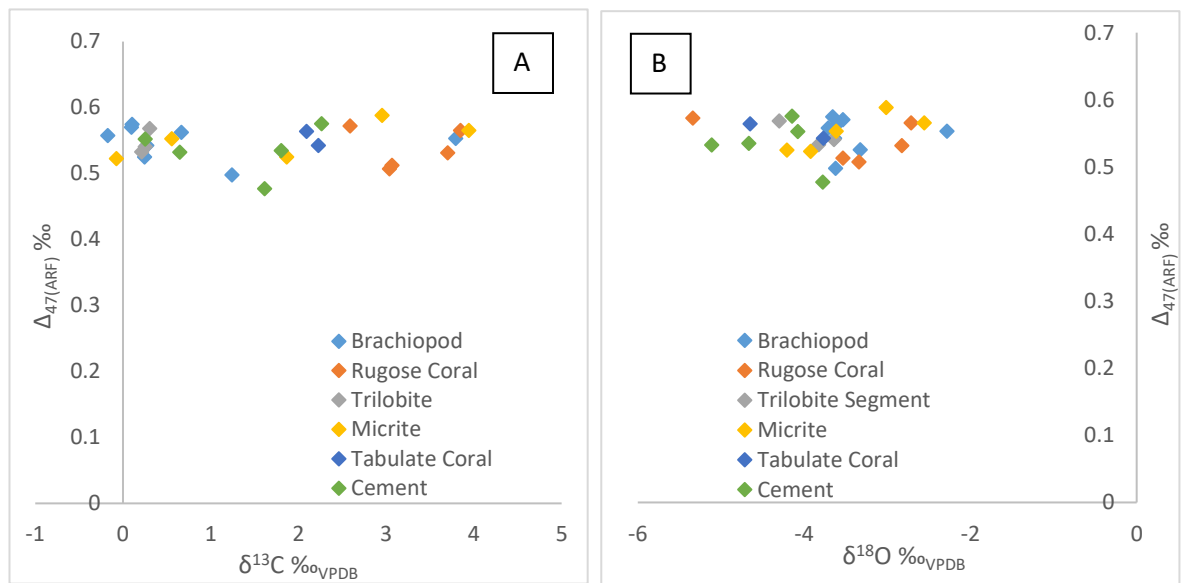 A
0.7
0.6
0.5
0.4
0.3
0.2
0.1
0
Δ47(ARF) ‰
Brachiopod
Rugose Coral
Trilobite
Micrite
Tabulate Coral
Cement
-1 0 1 2 3 4 5
δ13C ‰VPDB
B
0.7
0.6
0.5
0.4
0.3
0.2
0.1
0
Δ47(ARF) ‰
Brachiopod
Rugose Coral
Trilobite Segment
Micrite
Tabulate Coral
Cement
-6 -4 -2 0
δ18O ‰VPDB